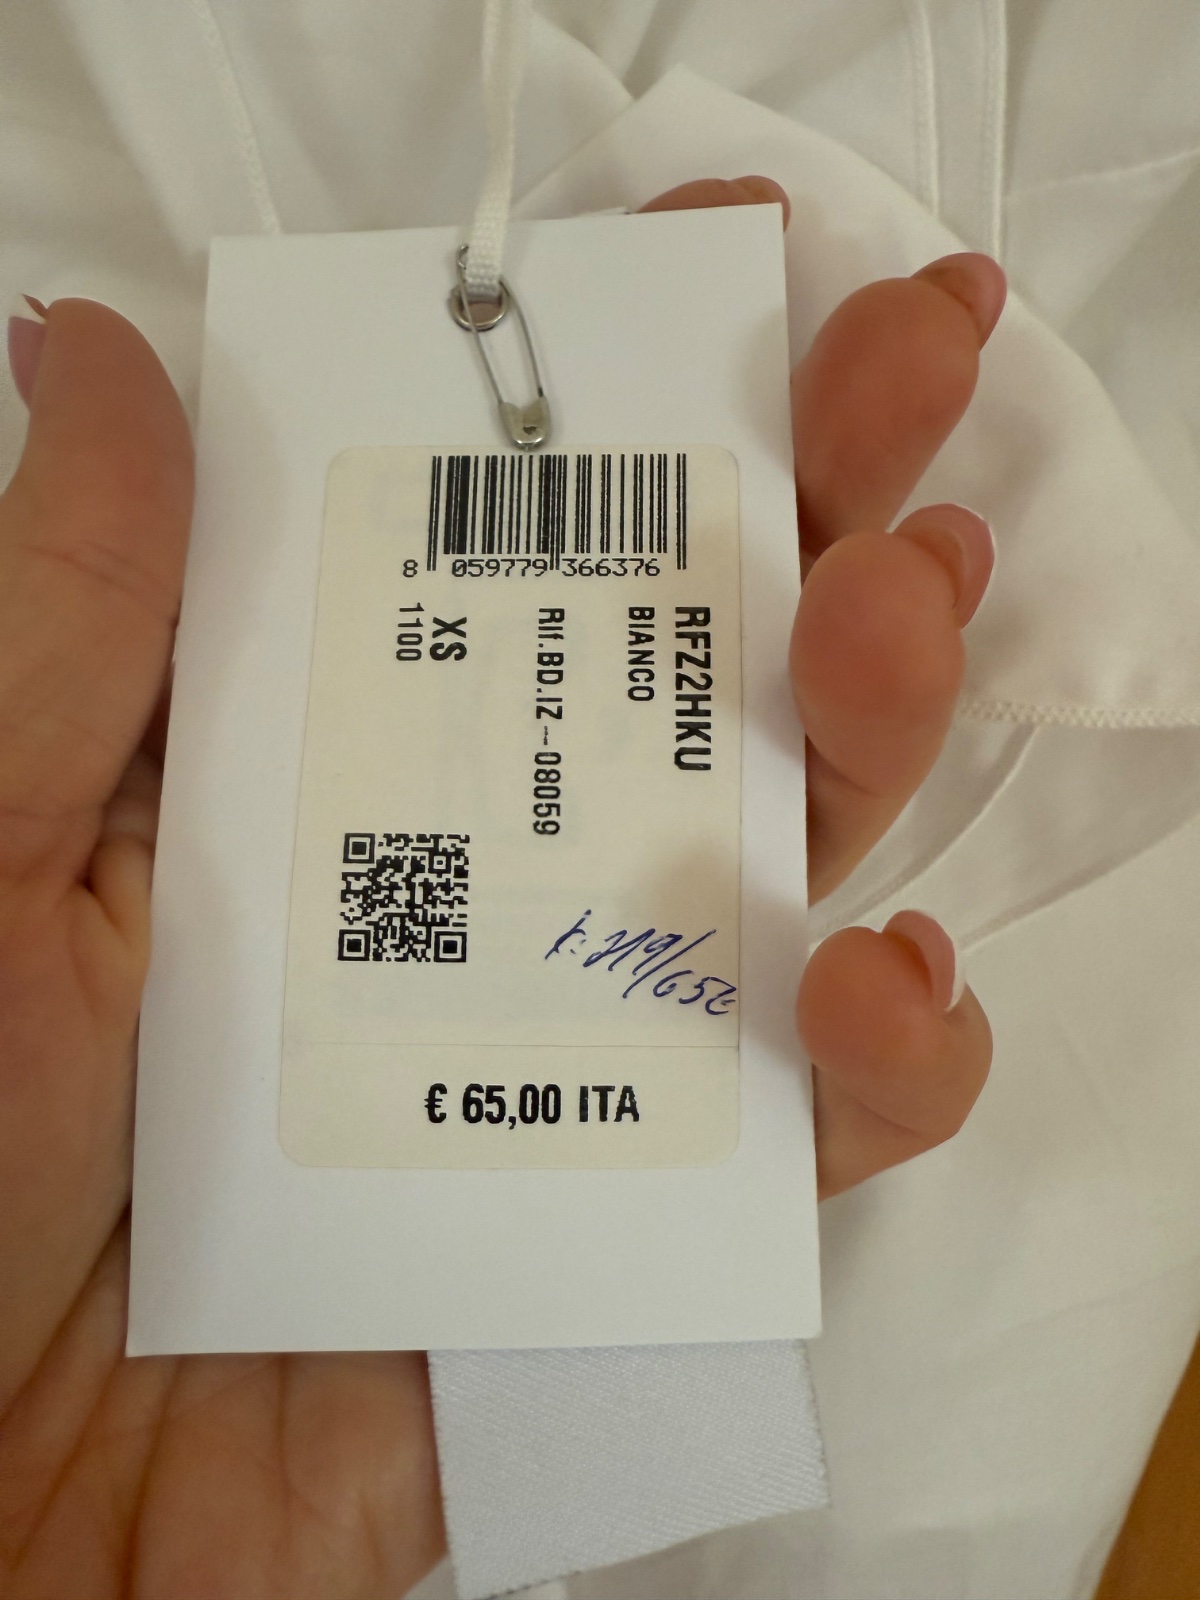 8 059779 366376
RFZ2HKU
BIANCO
Rif.BD.IZ--08059
XS
1100
€ 65,00 ITA